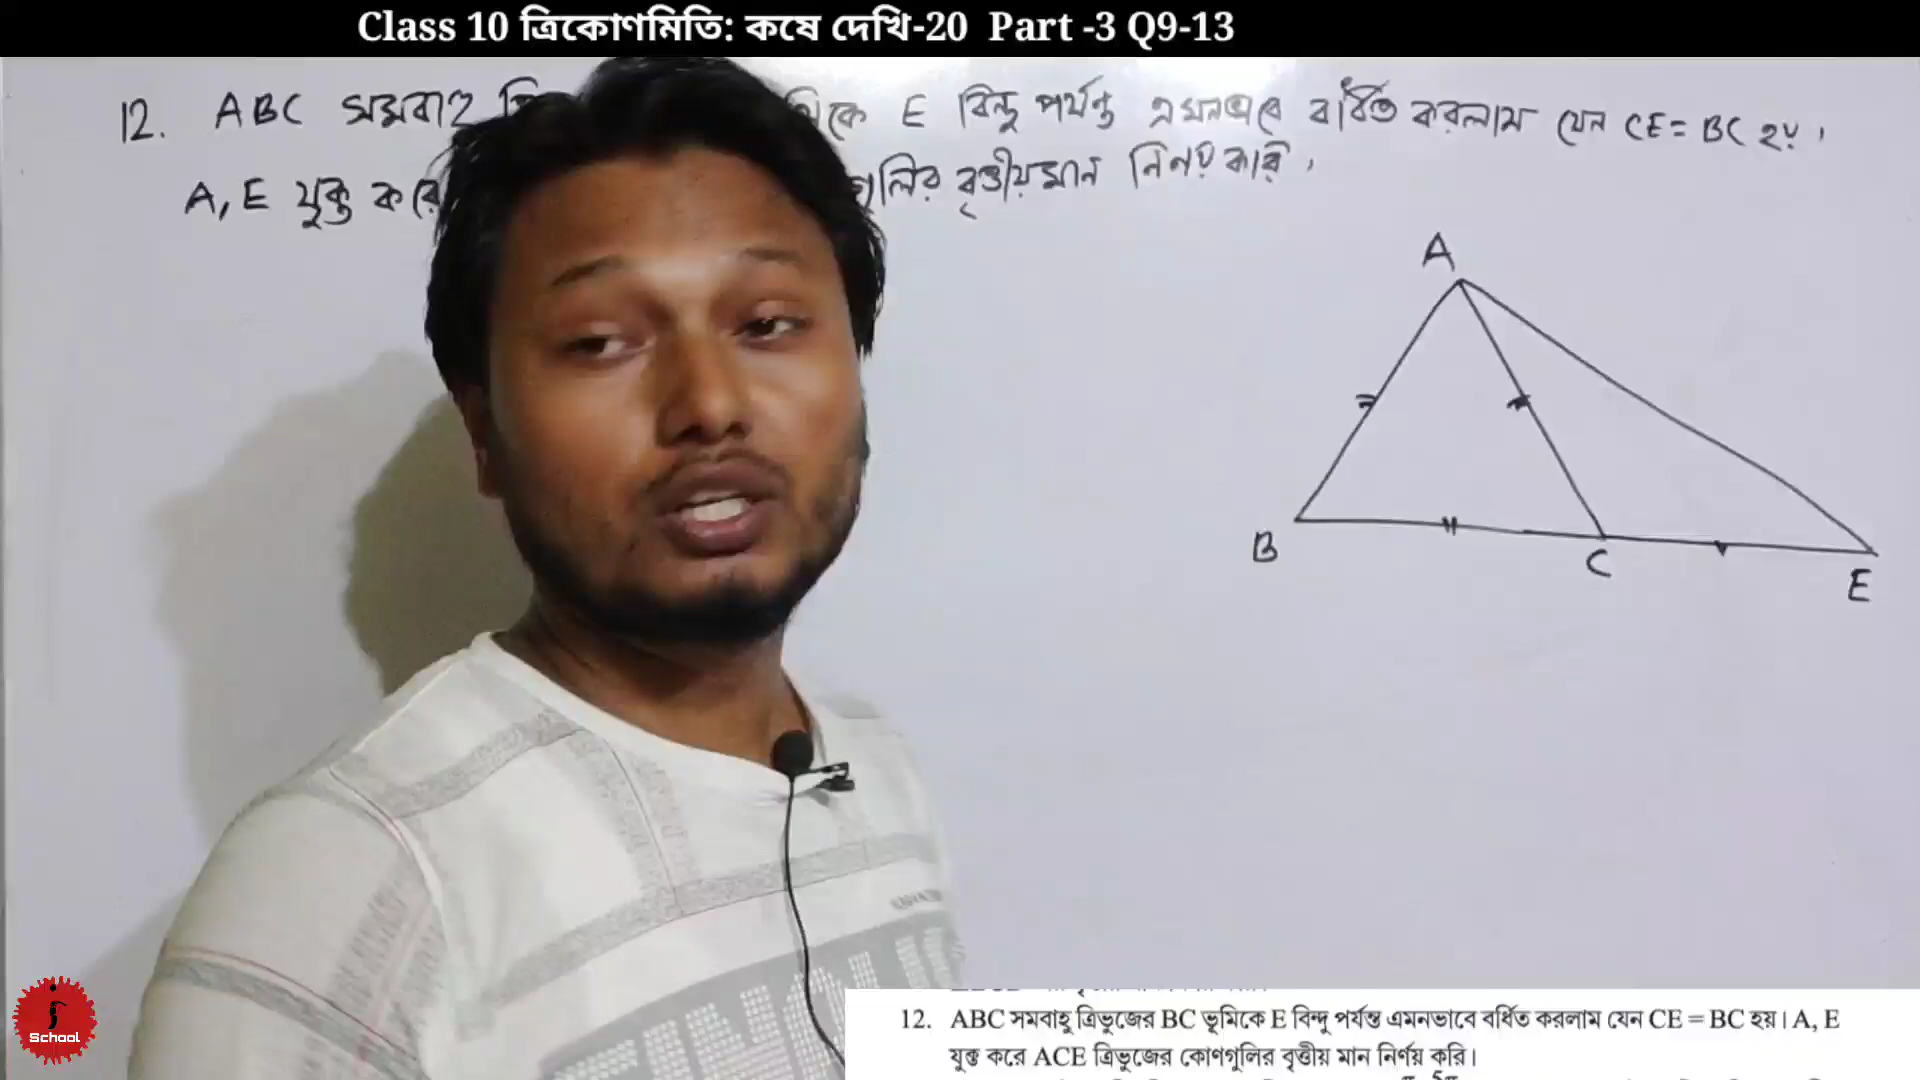 Class 10 ত্রিকোণমিতি: কষে দেখি-20 Part -3 Q9-13
12. ABC সমবাহু থেকে E বিন্দু পর্যন্ত এমনভাবে বর্ধিত করলাম যেন CE = BC হয়।
A, E যুক্ত করে গুলির বৃত্তীয়মান নির্ণয় করি।
A
B
C
E
School
12. ABC সমবাহু ত্রিভুজের BC ভূমিকে E বিন্দু পর্যন্ত এমনভাবে বর্ধিত করলাম যেন CE = BC হয়। A, E
যুক্ত করে ACE ত্রিভুজের কোণগুলির বৃত্তীয় মান নির্ণয় করি।